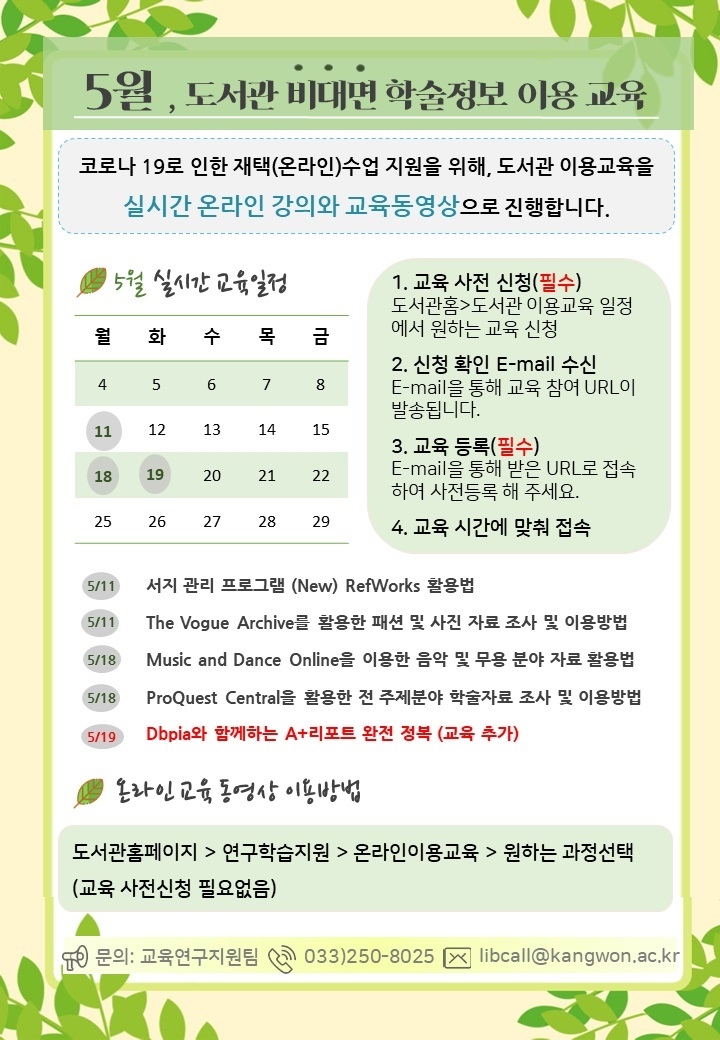 5월, 도서관 비대면 학술정보 이용 교육
코로나 19로 인한 재택(온라인)수업 지원을 위해, 도서관 이용교육을
실시간 온라인 강의와 교육동영상으로 진행합니다.
5월 실시간 교육일정
월 화 수 목 금
4 5 6 7 8
11 12 13 14 15
18 19 20 21 22
25 26 27 28 29
1. 교육 사전 신청(필수)
도서관홈>도서관 이용교육 일정
에서 원하는 교육 신청
2. 신청 확인 E-mail 수신
E-mail을 통해 교육 참여 URL이
발송됩니다.
3. 교육 등록(필수)
E-mail을 통해 받은 URL로 접속
하여 사전등록 해 주세요.
4. 교육 시간에 맞춰 접속
5/11 서지 관리 프로그램 (New) RefWorks 활용법
5/11 The Vogue Archive를 활용한 패션 및 사진 자료 조사 및 이용방법
5/18 Music and Dance Online을 이용한 음악 및 무용 분야 자료 활용법
5/18 ProQuest Central을 활용한 전 주제분야 학술자료 조사 및 이용방법
5/19 Dbpia와 함께하는 A+리포트 완전 정복 (교육 추가)
온라인 교육 동영상 이용방법
도서관홈페이지 > 연구학습지원 > 온라인이용교육 > 원하는 과정선택
(교육 사전신청 필요없음)
문의: 교육연구지원팀 033)250-8025 libcall@kangwon.ac.kr